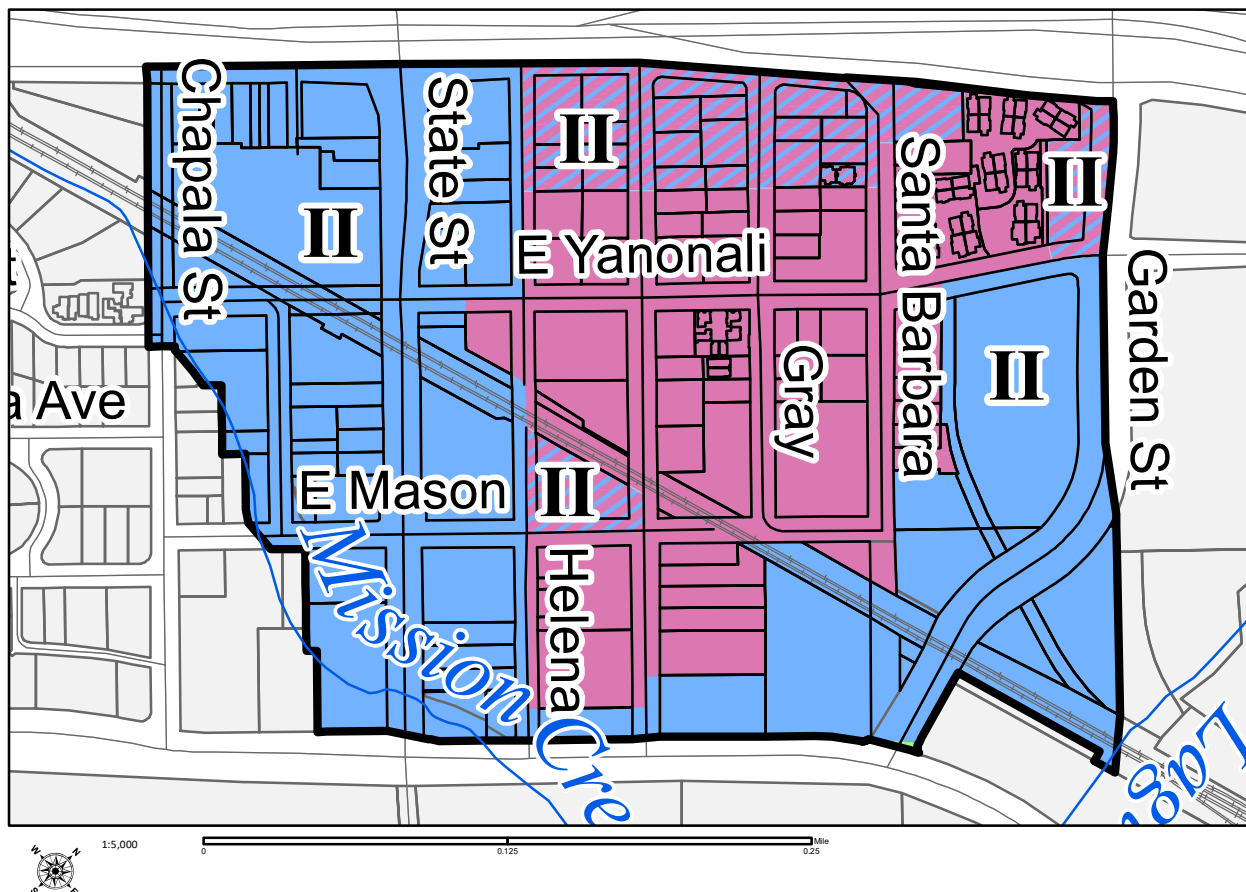 Chapala St
State St
II
II
II
Santa Barbara
E Yanonali
Garden St
II
Gray
a Ave
E Mason
II
Helena
Mission Cre
Lagu
1:5,000
0
0.125
0.25
Mile
N
W
E
S